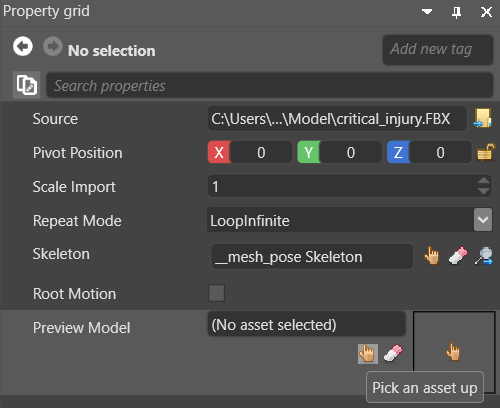 Property grid
No selection
Add new tag
Search properties
Source C:\Users\...\Model\critical_injury.FBX
Pivot Position X 0 Y 0 Z 0
Scale Import 1
Repeat Mode LoopInfinite
Skeleton __mesh_pose Skeleton
Root Motion
Preview Model (No asset selected)
Pick an asset up